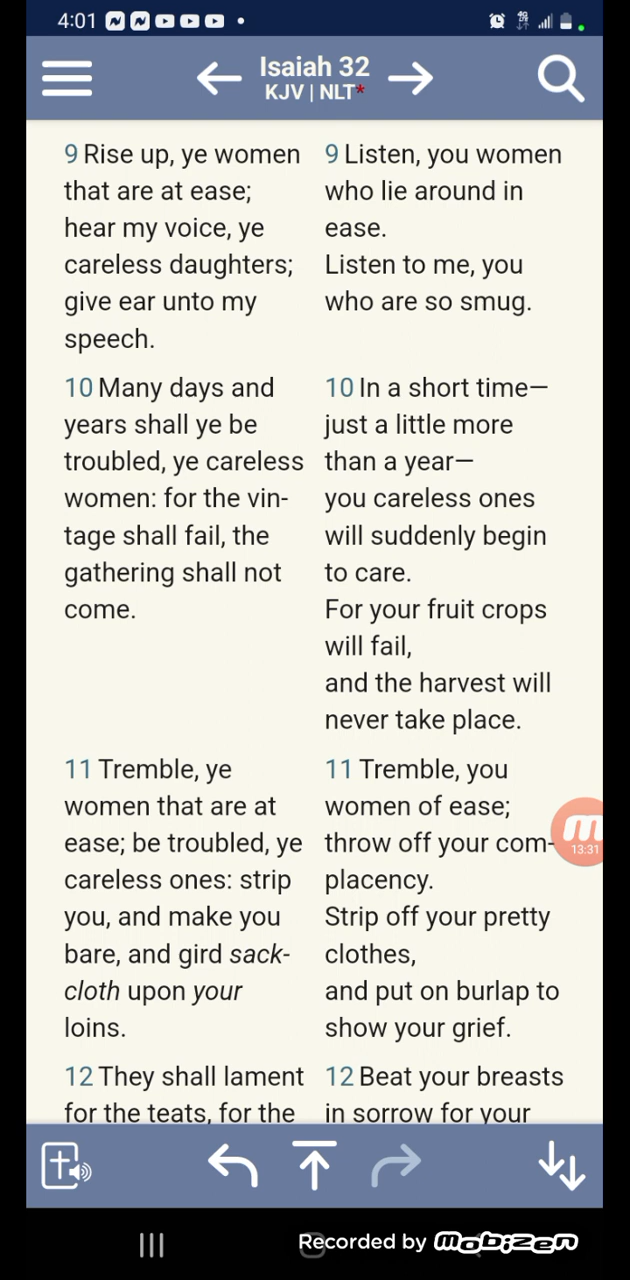 4:01
Isaiah 32
KJV | NLT*
9 Rise up, ye women
that are at ease;
hear my voice, ye
careless daughters;
give ear unto my
speech.
9 Listen, you women
who lie around in
ease.
Listen to me, you
who are so smug.
10 Many days and
years shall ye be
troubled, ye careless
women: for the vin-
tage shall fail, the
gathering shall not
come.
10 In a short time—
just a little more
than a year—
you careless ones
will suddenly begin
to care.
For your fruit crops
will fail,
and the harvest will
never take place.
11 Tremble, ye
women that are at
ease; be troubled, ye
careless ones: strip
you, and make you
bare, and gird sack-
cloth upon your
loins.
11 Tremble, you
women of ease;
throw off your com-
placency.
Strip off your pretty
clothes,
and put on burlap to
show your grief.
12 They shall lament
for the teats, for the
12 Beat your breasts
in sorrow for your
13:31
Recorded by Mobizen